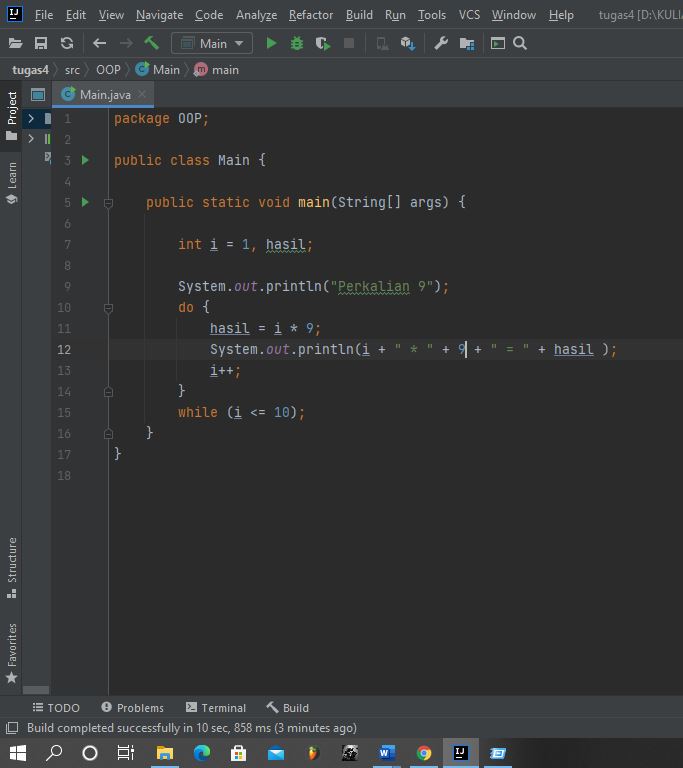 File Edit View Navigate Code Analyze Refactor Build Run Tools VCS Window Help tugas4 [D:\KULI
Main
tugas4 src OOP Main main
Project
Main.java
Learn
1 package OOP;
2
3 public class Main {
4
5 public static void main(String[] args) {
6
7 int i = 1, hasil;
8
9 System.out.println("Perkalian 9");
10 do {
11 hasil = i * 9;
12 System.out.println(i + " * " + 9 + " = " + hasil );
13 i++;
14 }
15 while (i <= 10);
16 }
17 }
18
Structure
Favorites
TODO Problems Terminal Build
Build completed successfully in 10 sec, 858 ms (3 minutes ago)